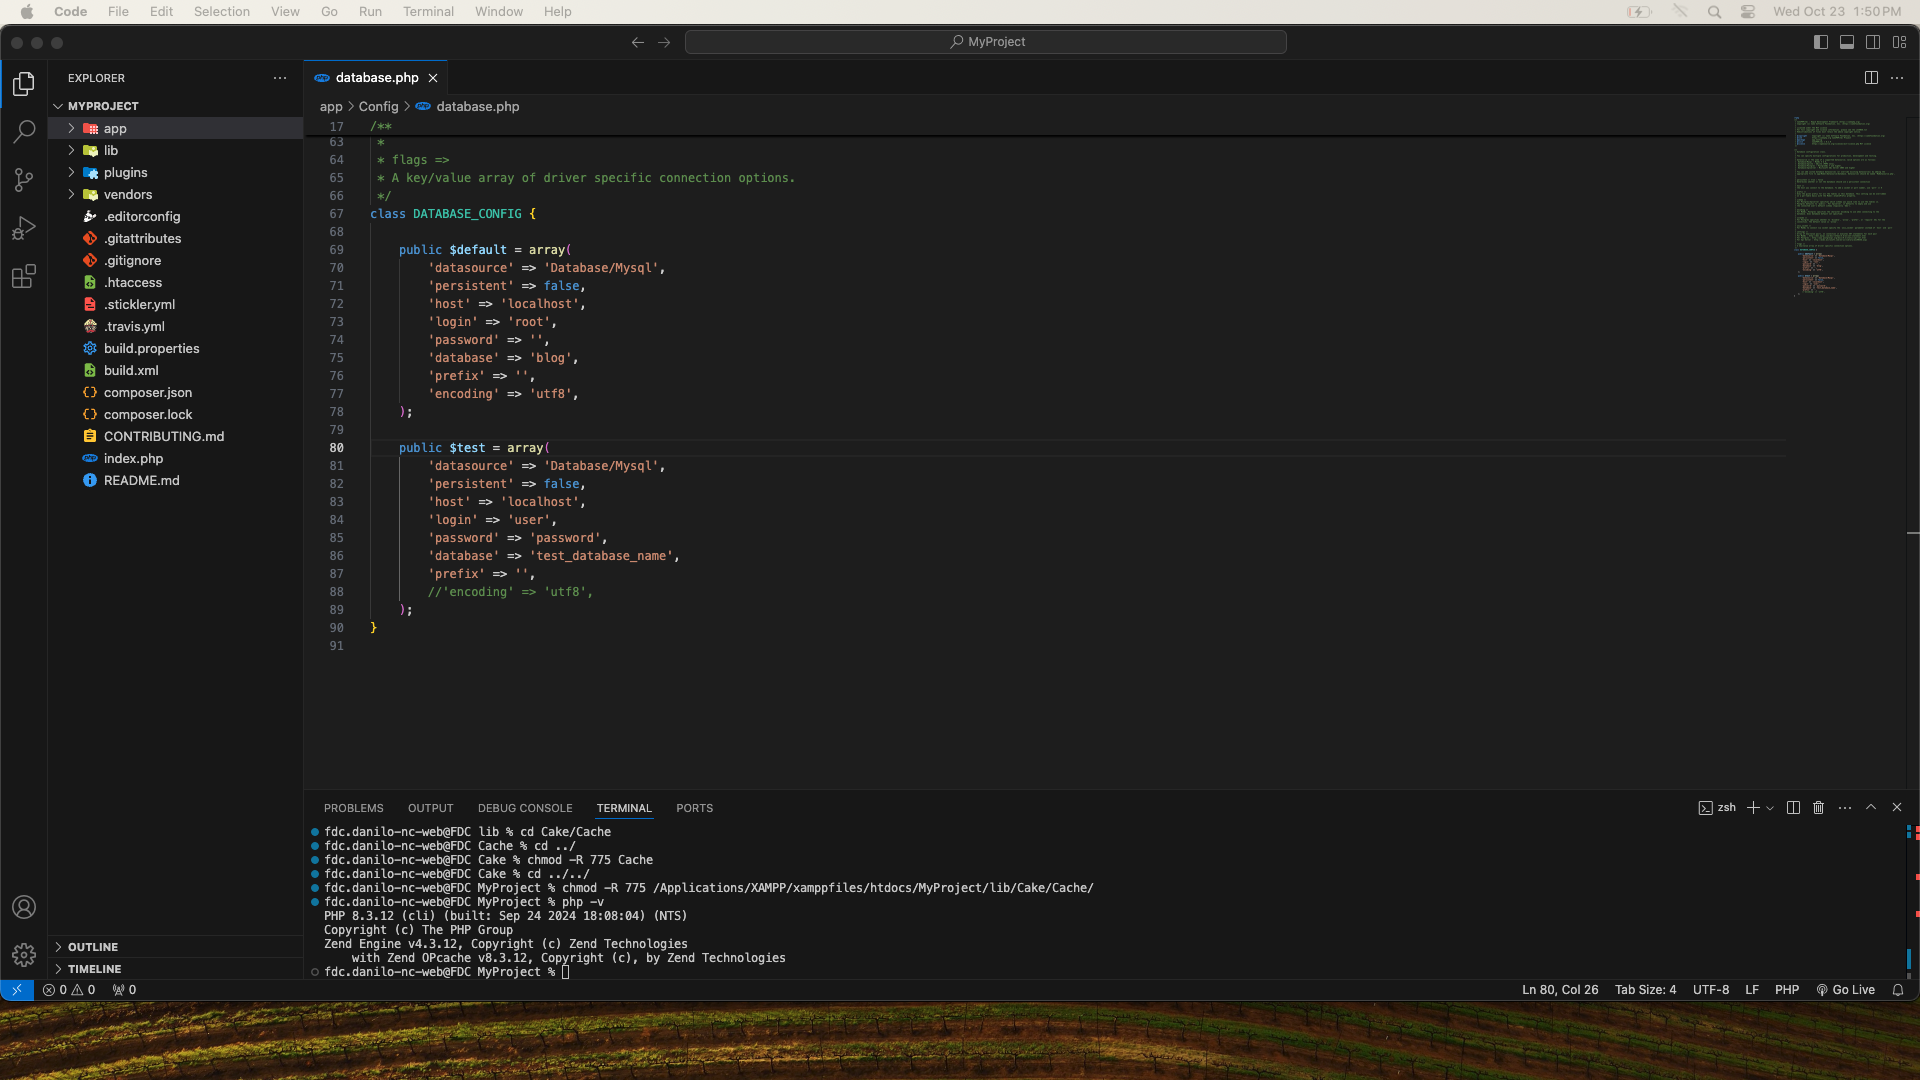 Code File Edit Selection View Go Run Terminal Window Help Wed Oct 23 1:50 PM
MyProject
EXPLORER
MYPROJECT
app
lib
plugins
vendors
.editorconfig
.gitattributes
.gitignore
.htaccess
.stickler.yml
.travis.yml
build.properties
build.xml
composer.json
composer.lock
CONTRIBUTING.md
index.php
README.md
OUTLINE
TIMELINE
database.php
app > Config > database.php
17 /**
63 *
64 * flags =>
65 * A key/value array of driver specific connection options.
66 */
67 class DATABASE_CONFIG {
68
69 public $default = array(
70 'datasource' => 'Database/Mysql',
71 'persistent' => false,
72 'host' => 'localhost',
73 'login' => 'root',
74 'password' => '',
75 'database' => 'blog',
76 'prefix' => '',
77 'encoding' => 'utf8',
78 );
79
80 public $test = array(
81 'datasource' => 'Database/Mysql',
82 'persistent' => false,
83 'host' => 'localhost',
84 'login' => 'user',
85 'password' => 'password',
86 'database' => 'test_database_name',
87 'prefix' => '',
88 //'encoding' => 'utf8',
89 );
90 }
91
PROBLEMS OUTPUT DEBUG CONSOLE TERMINAL PORTS zsh
fdc.danilo-nc-web@FDC lib % cd Cake/Cache
fdc.danilo-nc-web@FDC Cache % cd ../
fdc.danilo-nc-web@FDC Cake % chmod -R 775 Cache
fdc.danilo-nc-web@FDC Cake % cd ../../
fdc.danilo-nc-web@FDC MyProject % chmod -R 775 /Applications/XAMPP/xamppfiles/htdocs/MyProject/lib/Cake/Cache/
fdc.danilo-nc-web@FDC MyProject % php -v
PHP 8.3.12 (cli) (built: Sep 24 2024 18:08:04) (NTS)
Copyright (c) The PHP Group
Zend Engine v4.3.12, Copyright (c) Zend Technologies
with Zend OPcache v8.3.12, Copyright (c), by Zend Technologies
fdc.danilo-nc-web@FDC MyProject %
0 0 0 Ln 80, Col 26 Tab Size: 4 UTF-8 LF PHP Go Live